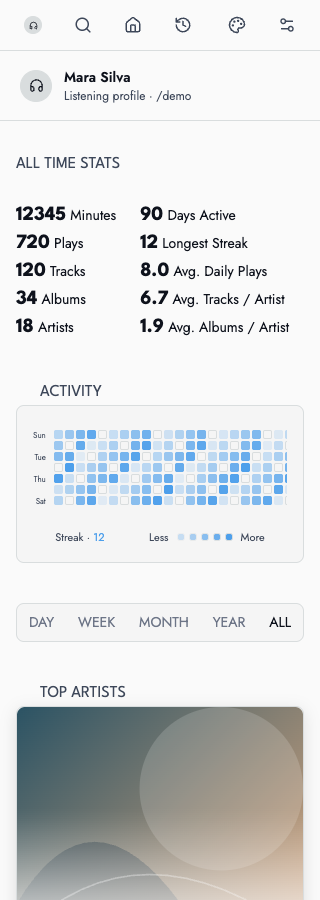 Mara Silva
Listening profile · /demo
ALL TIME STATS
12345 Minutes
90 Days Active
720 Plays
12 Longest Streak
120 Tracks
8.0 Avg. Daily Plays
34 Albums
6.7 Avg. Tracks / Artist
18 Artists
1.9 Avg. Albums / Artist
ACTIVITY
Sun
Tue
Thu
Sat
Streak · 12
Less
More
DAY WEEK MONTH YEAR ALL
TOP ARTISTS